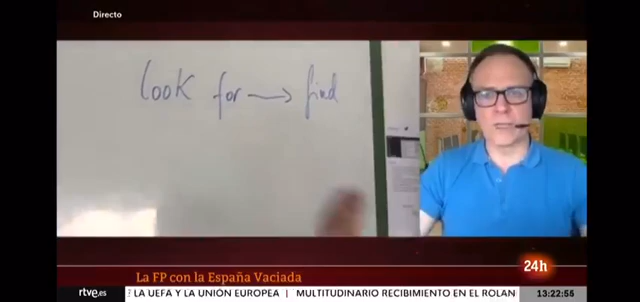 Directo
look for → find
La FP con la España Vaciada
24h
rtve.es
LA UEFA Y LA UNIÓN EUROPEA | MULTITUDINARIO RECIBIMIENTO EN EL ROLAN
13:22:55